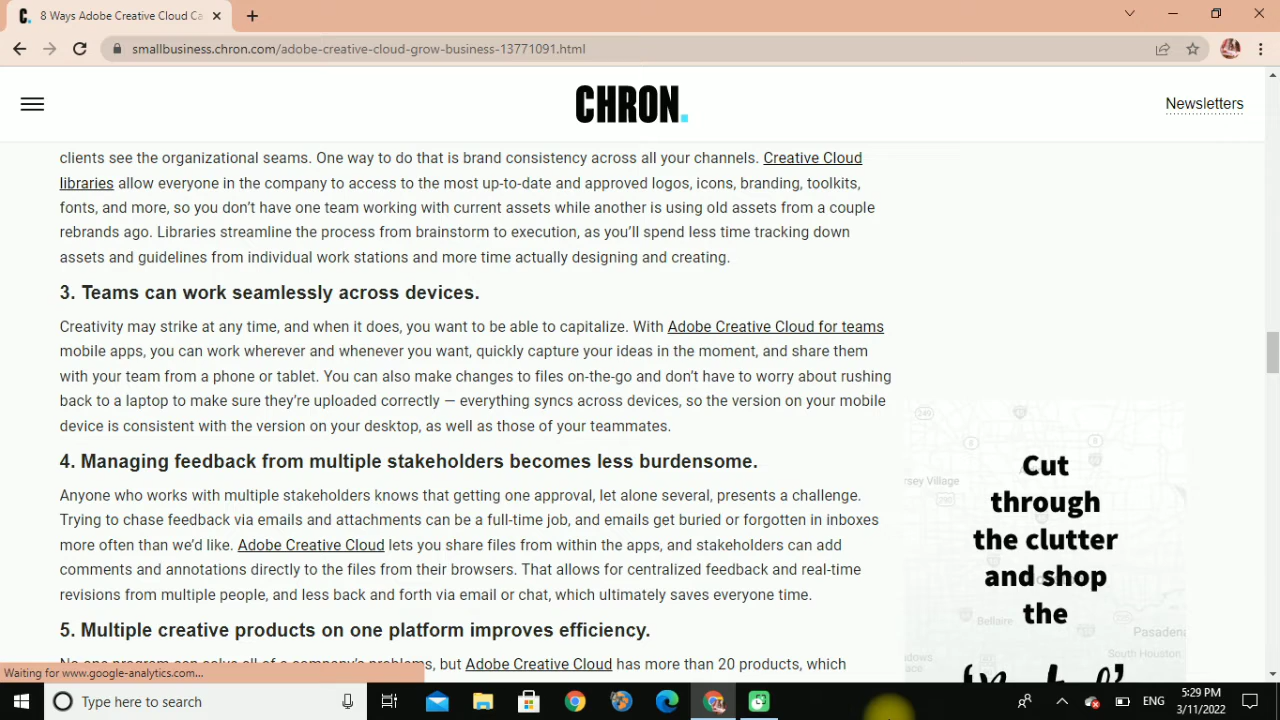 8 Ways Adobe Creative Cloud Ca
smallbusiness.chron.com/adobe-creative-cloud-grow-business-13771091.html
CHRON.
Newsletters
clients see the organizational seams. One way to do that is brand consistency across all your channels. Creative Cloud
libraries allow everyone in the company to access to the most up-to-date and approved logos, icons, branding, toolkits,
fonts, and more, so you don’t have one team working with current assets while another is using old assets from a couple
rebrands ago. Libraries streamline the process from brainstorm to execution, as you’ll spend less time tracking down
assets and guidelines from individual work stations and more time actually designing and creating.
3. Teams can work seamlessly across devices.
Creativity may strike at any time, and when it does, you want to be able to capitalize. With Adobe Creative Cloud for teams
mobile apps, you can work wherever and whenever you want, quickly capture your ideas in the moment, and share them
with your team from a phone or tablet. You can also make changes to files on-the-go and don’t have to worry about rushing
back to a laptop to make sure they’re uploaded correctly — everything syncs across devices, so the version on your mobile
device is consistent with the version on your desktop, as well as those of your teammates.
4. Managing feedback from multiple stakeholders becomes less burdensome.
Anyone who works with multiple stakeholders knows that getting one approval, let alone several, presents a challenge.
Trying to chase feedback via emails and attachments can be a full-time job, and emails get buried or forgotten in inboxes
more often than we’d like. Adobe Creative Cloud lets you share files from within the apps, and stakeholders can add
comments and annotations directly to the files from their browsers. That allows for centralized feedback and real-time
revisions from multiple people, and less back and forth via email or chat, which ultimately saves everyone time.
5. Multiple creative products on one platform improves efficiency.
No one program can solve all of a company’s problems, but Adobe Creative Cloud has more than 20 products, which
249
8
rsey Village
290
Cut
through
the clutter
and shop
the
Bellaire
Pasadena
South Houston
Waiting for www.google-analytics.com...
Type here to search
ENG
5:29 PM
3/11/2022